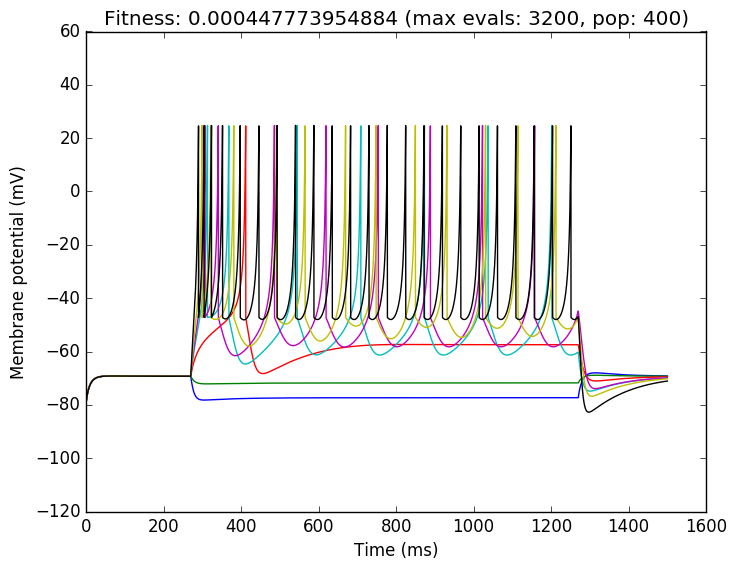 Fitness: 0.000447773954884 (max evals: 3200, pop: 400)
60
40
20
0
−20
−40
−60
−80
−100
−120
Membrane potential (mV)
0 200 400 600 800 1000 1200 1400 1600
Time (ms)